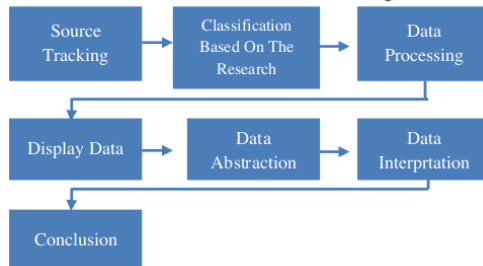 Source
Tracking
Classification
Based On The
Research
Data
Processing
Display Data
Data
Abstraction
Data
Interprtation
Conclusion